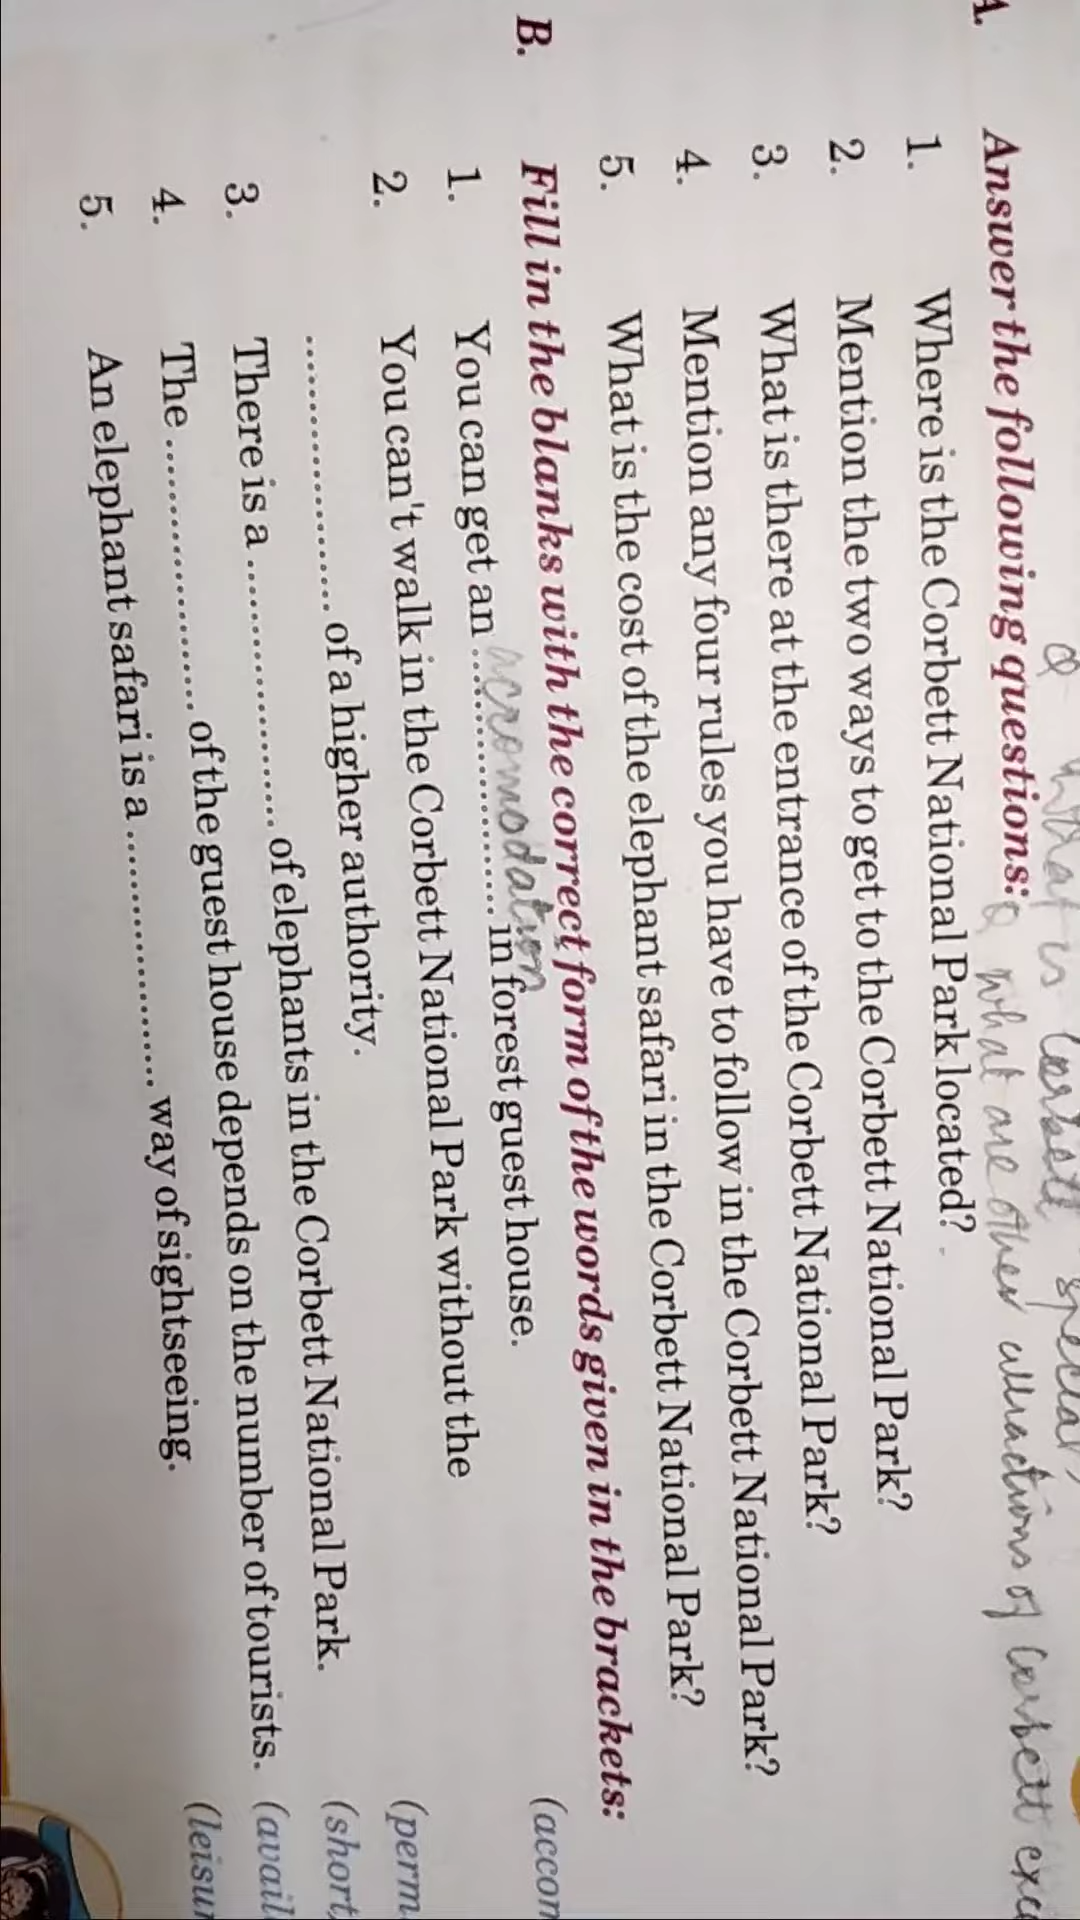 Q what is Corbett special,
A. Answer the following questions: Q what are other attractions of Corbett exc
1. Where is the Corbett National Park located?
2. Mention the two ways to get to the Corbett National Park?
3. What is there at the entrance of the Corbett National Park?
4. Mention any four rules you have to follow in the Corbett National Park?
5. What is the cost of the elephant safari in the Corbett National Park?
B. Fill in the blanks with the correct form of the words given in the brackets:
1. You can get an ........accromodation........ in forest guest house. (accom
2. You can't walk in the Corbett National Park without the
.................... of a higher authority. (perm
3. There is a .................... of elephants in the Corbett National Park. (short
4. The .................... of the guest house depends on the number of tourists. (avail
5. An elephant safari is a .................... way of sightseeing. (leisur